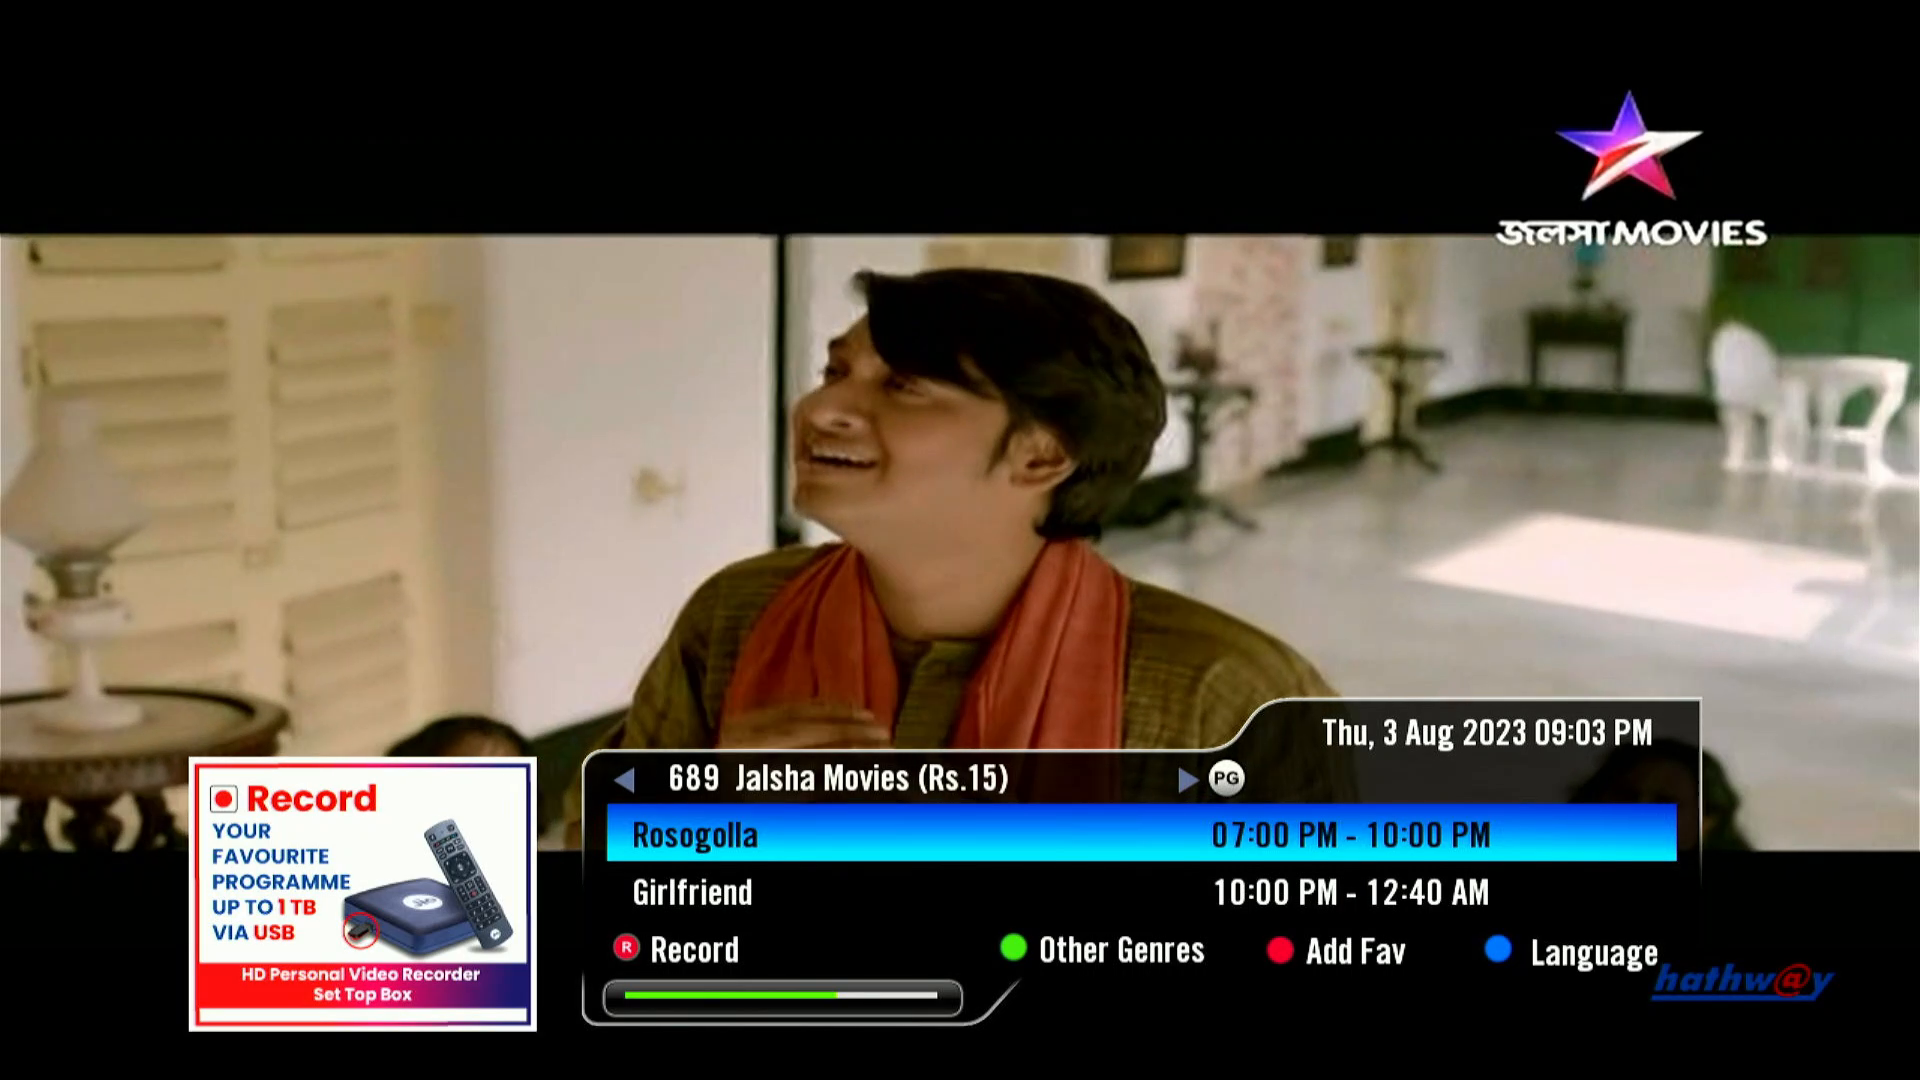 জলসা MOVIES
Thu, 3 Aug 2023 09:03 PM
689 Jalsha Movies (Rs.15)
PG
Rosogolla 07:00 PM - 10:00 PM
Girlfriend 10:00 PM - 12:40 AM
R Record Other Genres Add Fav Language
hathw@y
Record
YOUR
FAVOURITE
PROGRAMME
UP TO 1 TB
VIA USB
Jio
HD Personal Video Recorder
Set Top Box